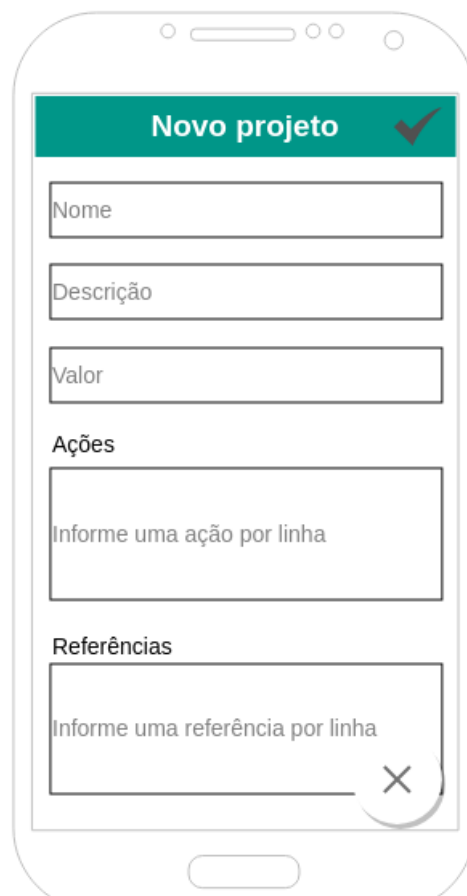 Novo projeto
Nome
Descrição
Valor
Ações
Informe uma ação por linha
Referências
Informe uma referência por linha